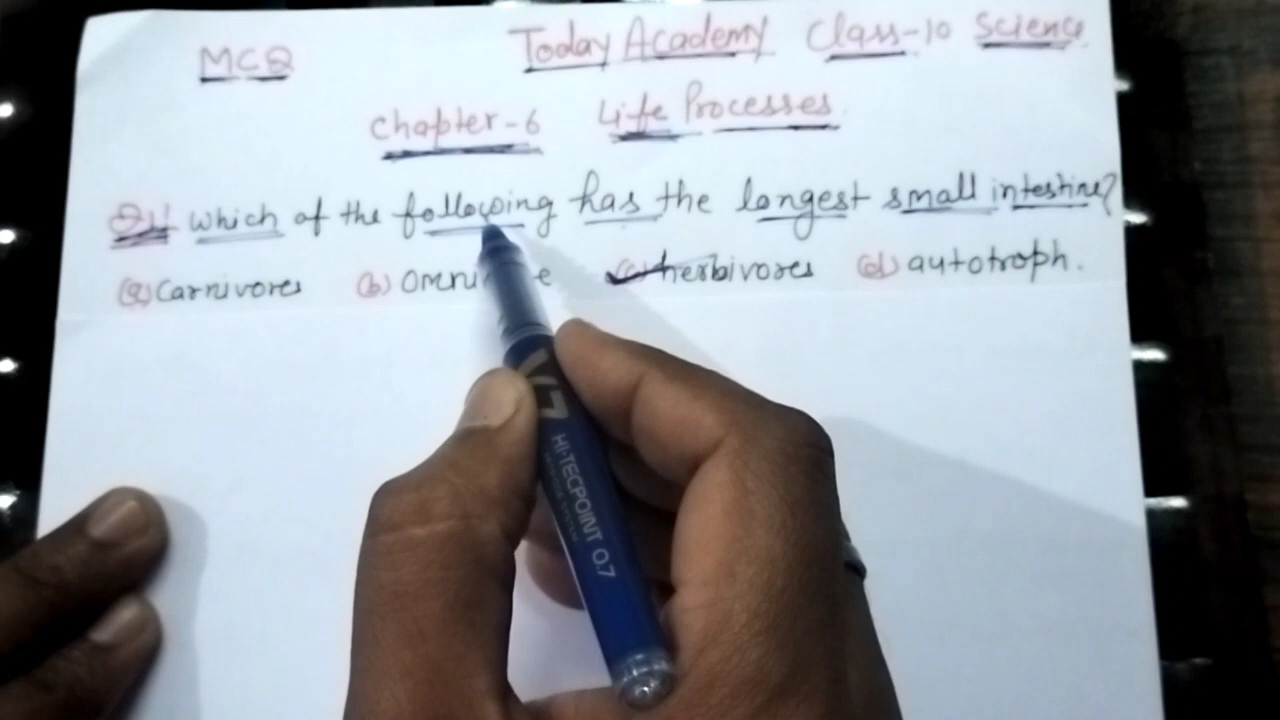 MCQ Today Academy Class-10 Science
Chapter-6 Life Processes
Q1 Which of the following has the longest small intestine?
(a) Carnivores (b) Omni e (c) herbivores (d) autotroph.
V7 HI-TECPOINT 0.7